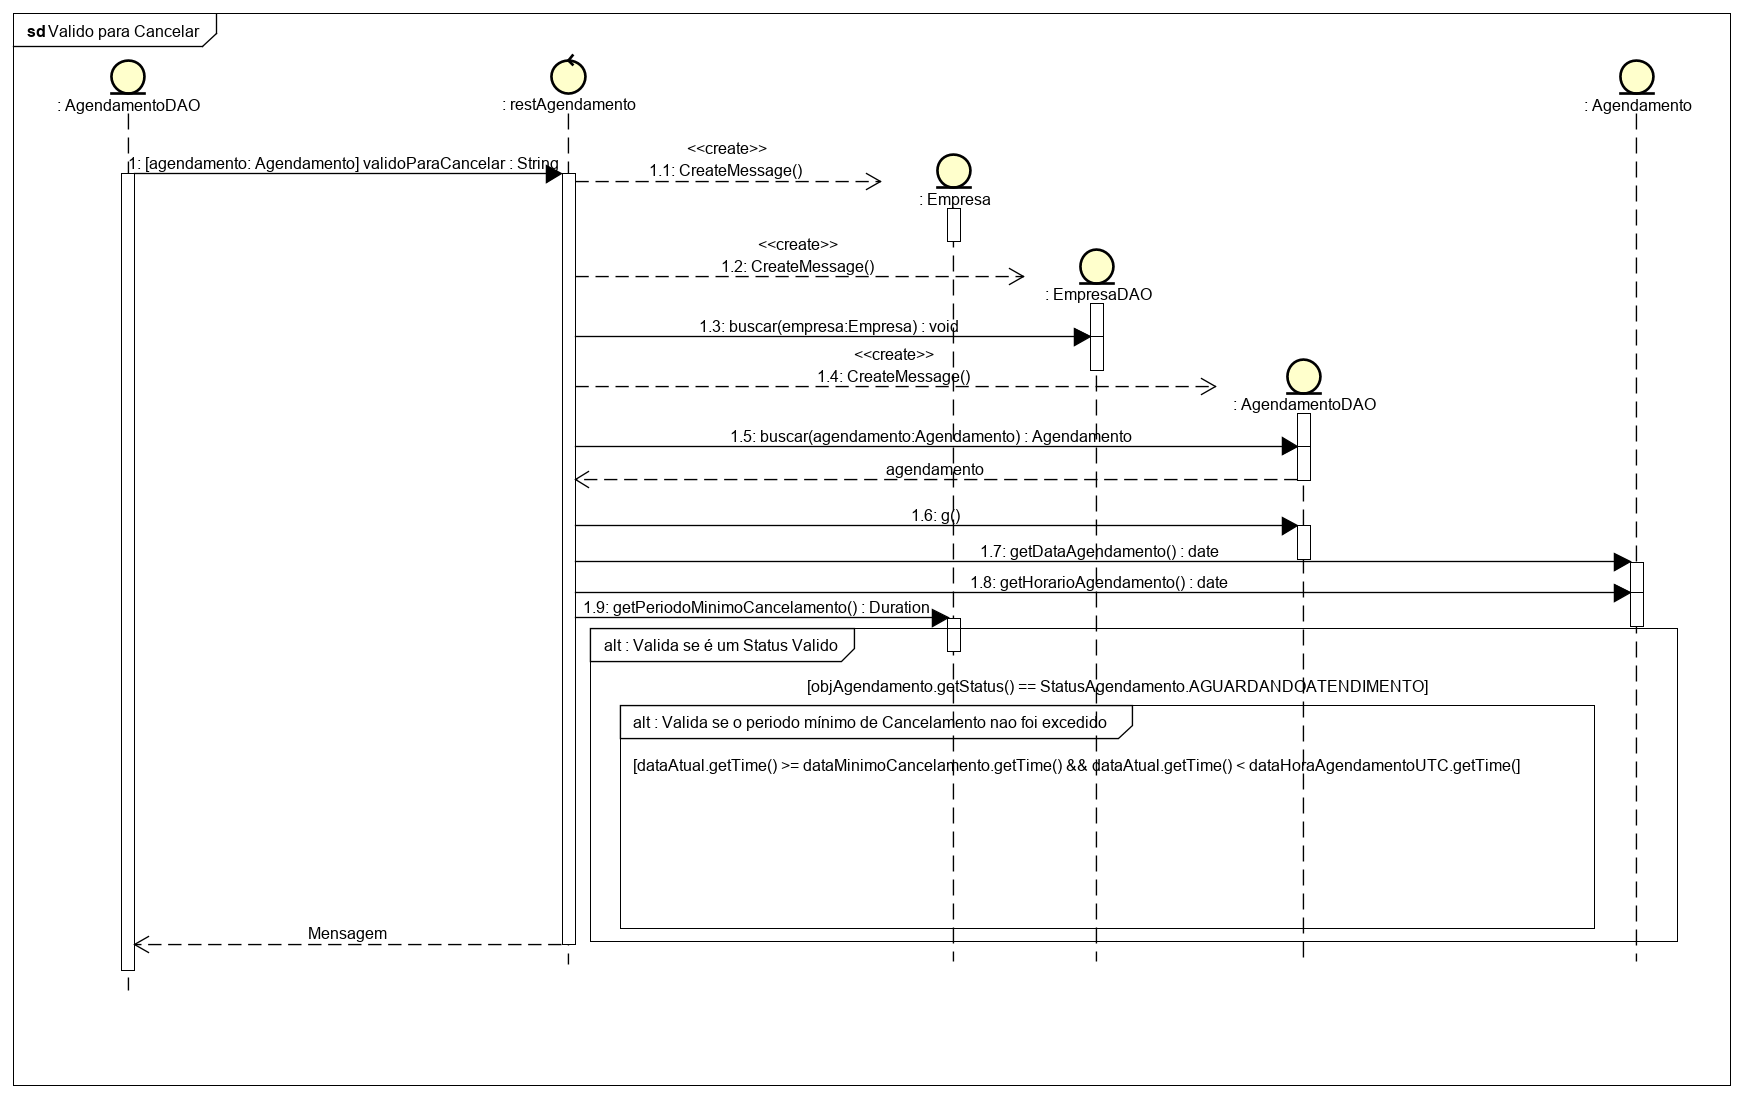 sd Valido para Cancelar
: AgendamentoDAO
: restAgendamento
: Agendamento
1: [agendamento: Agendamento] validoParaCancelar : String
<<create>>
1.1: CreateMessage()
: Empresa
<<create>>
1.2: CreateMessage()
: EmpresaDAO
1.3: buscar(empresa:Empresa) : void
<<create>>
1.4: CreateMessage()
: AgendamentoDAO
1.5: buscar(agendamento:Agendamento) : Agendamento
agendamento
1.6: g()
1.7: getDataAgendamento() : date
1.8: getHorarioAgendamento() : date
1.9: getPeriodoMinimoCancelamento() : Duration
alt : Valida se é um Status Valido
[objAgendamento.getStatus() == StatusAgendamento.AGUARDANDOATENDIMENTO]
alt : Valida se o periodo mínimo de Cancelamento nao foi excedido
[dataAtual.getTime() >= dataMinimoCancelamento.getTime() && dataAtual.getTime() < dataHoraAgendamentoUTC.getTime(]
Mensagem